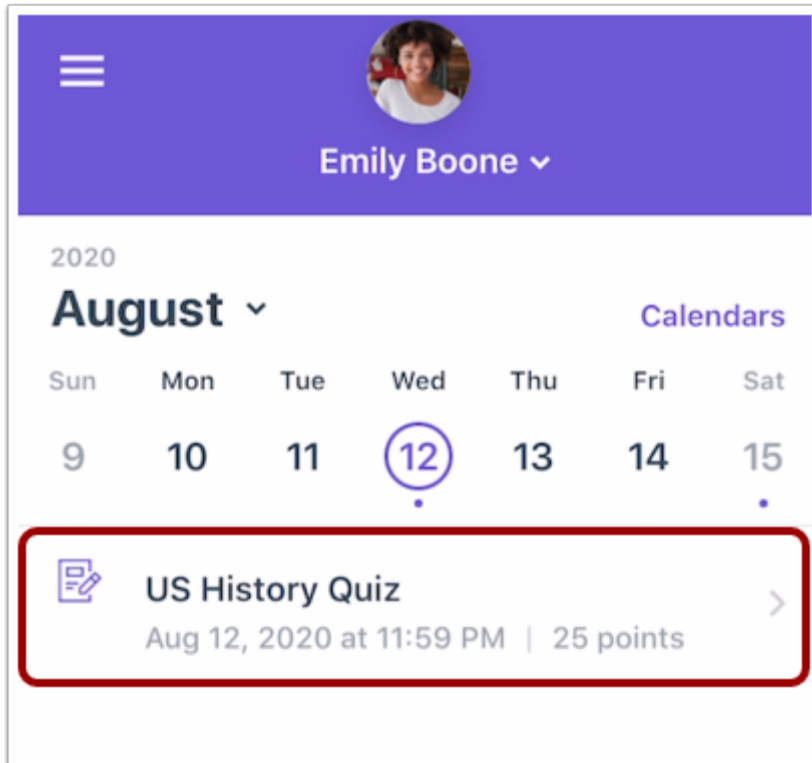 Emily Boone
2020
August
Calendars
Sun Mon Tue Wed Thu Fri Sat
9 10 11 12 13 14 15
US History Quiz
Aug 12, 2020 at 11:59 PM | 25 points